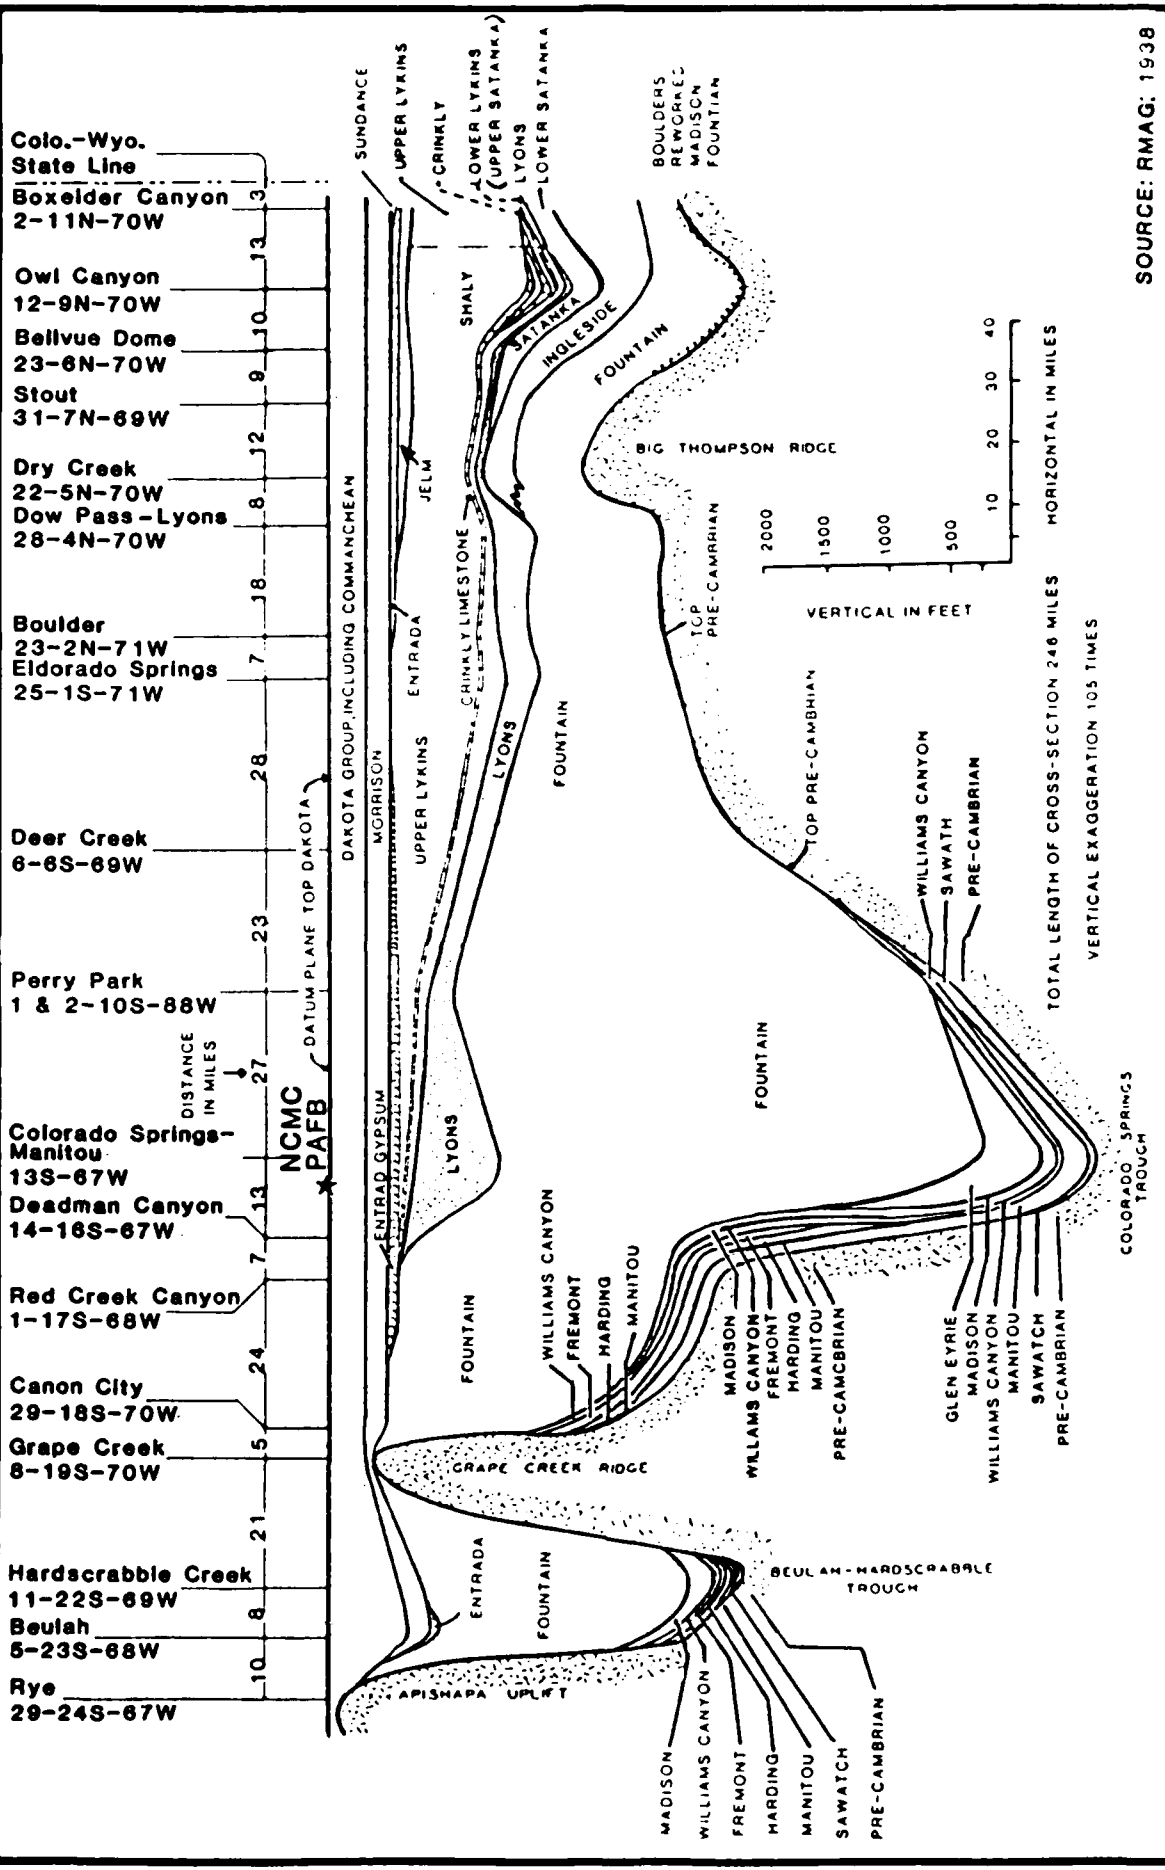 Colo.-Wyo.
State Line
Boxelder Canyon
2-11N-70W
Owl Canyon
12-9N-70W
Bellvue Dome
23-6N-70W
Stout
31-7N-69W
Dry Creek
22-5N-70W
Dow Pass-Lyons
28-4N-70W
Boulder
23-2N-71W
Eldorado Springs
25-1S-71W
Deer Creek
6-6S-69W
Perry Park
1 & 2-10S-88W
Colorado Springs-
Manitou
13S-67W
Deadman Canyon
14-16S-67W
Red Creek Canyon
1-17S-68W
Canon City
29-18S-70W
Grape Creek
8-19S-70W
Hardscrabble Creek
11-22S-69W
Beulah
5-23S-68W
Rye
29-24S-67W
3
13
10
9
12
8
18
7
28
23
27
13
7
24
5
21
8
10
DISTANCE
IN MILES
NCMC
PAFB
DATUM PLANE TOP DAKOTA
DAKOTA GROUP, INCLUDING COMMANCHEAN
MORRISON
SUNDANCE
UPPER LYKINS
CRINKLY
LOWER LYKINS
(UPPER SATANKA)
LYONS
LOWER SATANKA
BOULDERS
REWORKED
MADISON
FOUNTIAN
SHALY
SATANKA
INGLESIDE
FOUNTAIN
JELM
BIG THOMPSON RIDGE
CRINKLY LIMESTONE
ENTRADA
TOP
PRE-CAMBRIAN
UPPER LYKINS
LYONS
FOUNTAIN
TOP PRE-CAMBRIAN
WILLIAMS CANYON
SAWATH
PRE-CAMBRIAN
ENTRAD GYPSUM
LYONS
FOUNTAIN
COLORADO SPRINGS
TROUGH
FOUNTAIN
WILLIAMS CANYON
FREMONT
HARDING
MANITOU
MADISON
WILLAMS CANYON
FREMONT
HARDING
MANITOU
PRE-CAMCBRIAN
GLEN EYRIE
MADISON
WILLIAMS CANYON
MANITOU
SAWATCH
PRE-CAMBRIAN
GRAPE CREEK RIDGE
ENTRADA
FOUNTAIN
BEULAH-HARDSCRABBLE
TROUGH
APISHAPA UPLIFT
MADISON
WILLIAMS CANYON
FREMONT
HARDING
MANITOU
SAWATCH
PRE-CAMBRIAN
2000
1500
1000
500
VERTICAL IN FEET
10
20
30
40
HORIZONTAL IN MILES
TOTAL LENGTH OF CROSS-SECTION 246 MILES
VERTICAL EXAGGERATION 105 TIMES
SOURCE: RMAG; 1938